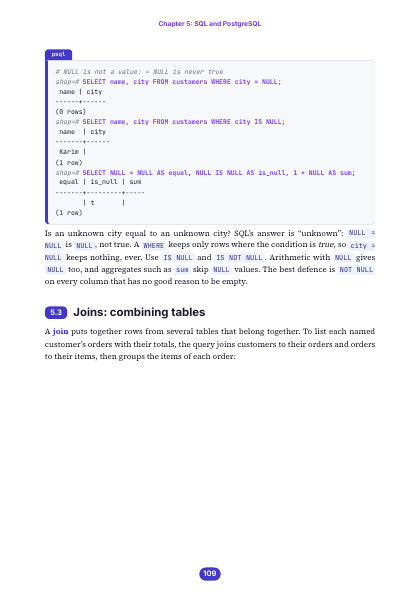 Chapter 5: SQL and PostgreSQL
psql
# NULL is not a value: = NULL is never true
shop=# SELECT name, city FROM customers WHERE city = NULL;
 name | city
------+------
(0 rows)
shop=# SELECT name, city FROM customers WHERE city IS NULL;
 name  | city
-------+------
 Karim |
(1 row)
shop=# SELECT NULL = NULL AS equal, NULL IS NULL AS is_null, 1 + NULL AS sum;
 equal | is_null | sum
-------+---------+-----
       | t       |
(1 row)
Is an unknown city equal to an unknown city? SQL’s answer is “unknown”: NULL =
NULL is NULL, not true. A WHERE keeps only rows where the condition is true, so city =
NULL keeps nothing, ever. Use IS NULL and IS NOT NULL. Arithmetic with NULL gives
NULL too, and aggregates such as sum skip NULL values. The best defence is NOT NULL
on every column that has no good reason to be empty.
5.3 Joins: combining tables
A join puts together rows from several tables that belong together. To list each named
customer’s orders with their totals, the query joins customers to their orders and orders
to their items, then groups the items of each order:
109